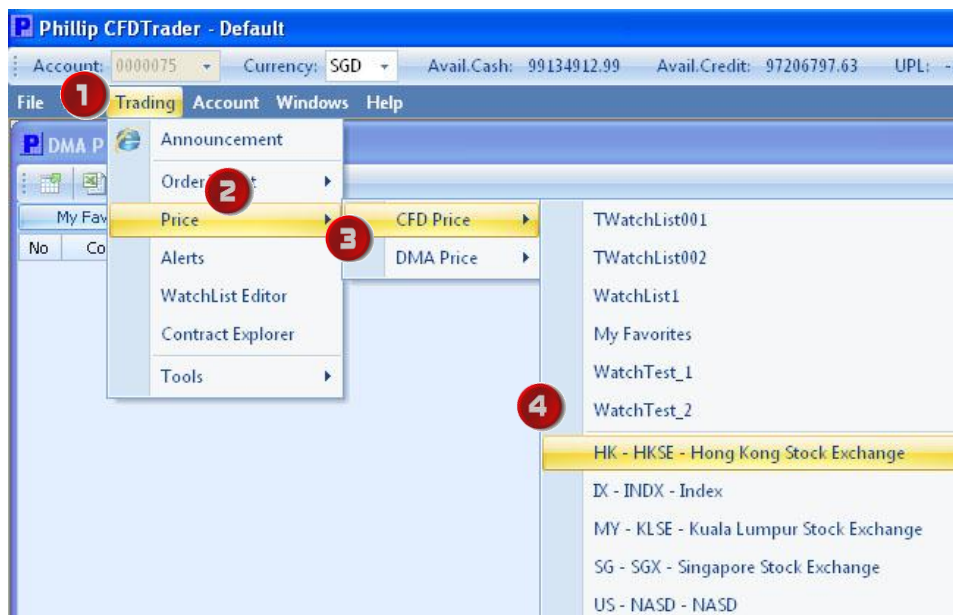 Phillip CFDTrader - Default
Account: 0000075 Currency: SGD Avail.Cash: 99134912.99 Avail.Credit: 97206797.63 UPL: -
File 1 Trading Account Windows Help
DMA P
Announcement
Order 2
My Fav
Price
3
CFD Price
No Co
Alerts
DMA Price
WatchList Editor
Contract Explorer
Tools
TWatchList001
TWatchList002
WatchList1
My Favorites
WatchTest_1
4
WatchTest_2
HK - HKSE - Hong Kong Stock Exchange
IX - INDX - Index
MY - KLSE - Kuala Lumpur Stock Exchange
SG - SGX - Singapore Stock Exchange
US - NASD - NASD